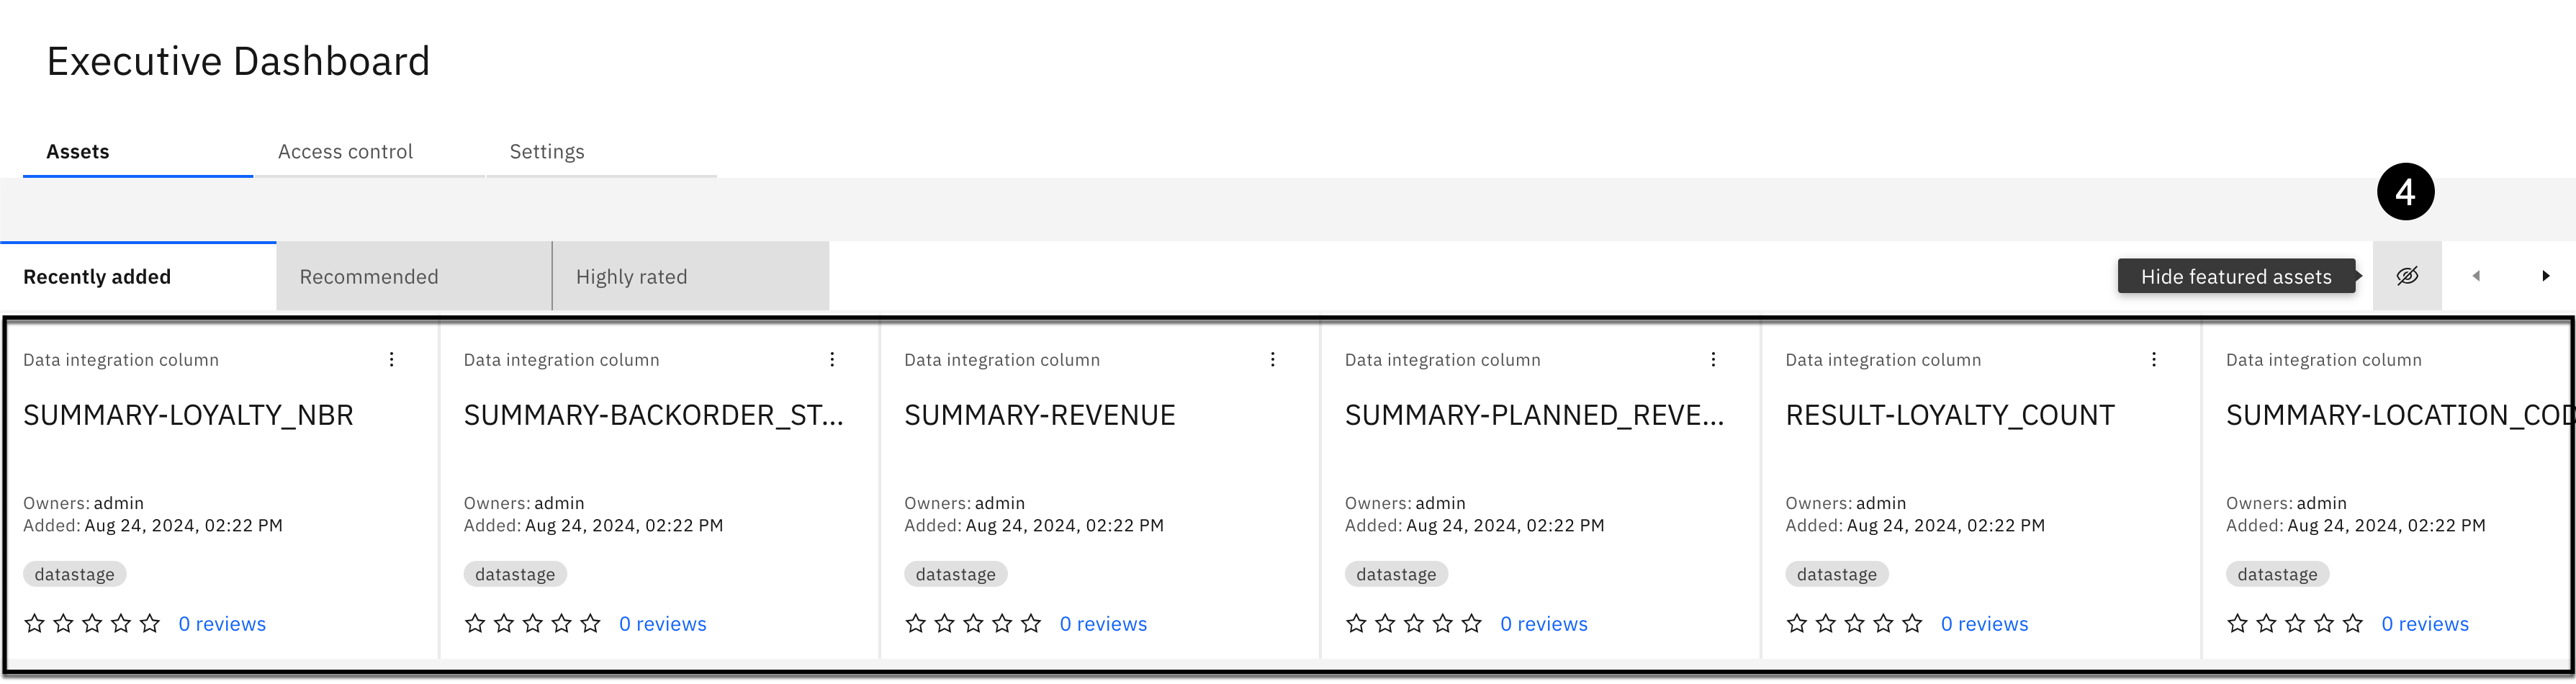 Executive Dashboard
Assets
Access control
Settings
4
Recently added
Recommended
Highly rated
Hide featured assets
Data integration column
SUMMARY-LOYALTY_NBR
Owners: admin
Added: Aug 24, 2024, 02:22 PM
datastage
0 reviews
Data integration column
SUMMARY-BACKORDER_ST...
Owners: admin
Added: Aug 24, 2024, 02:22 PM
datastage
0 reviews
Data integration column
SUMMARY-REVENUE
Owners: admin
Added: Aug 24, 2024, 02:22 PM
datastage
0 reviews
Data integration column
SUMMARY-PLANNED_REVE...
Owners: admin
Added: Aug 24, 2024, 02:22 PM
datastage
0 reviews
Data integration column
RESULT-LOYALTY_COUNT
Owners: admin
Added: Aug 24, 2024, 02:22 PM
datastage
0 reviews
Data integration column
SUMMARY-LOCATION_COD
Owners: admin
Added: Aug 24, 2024, 02:22 PM
datastage
0 reviews